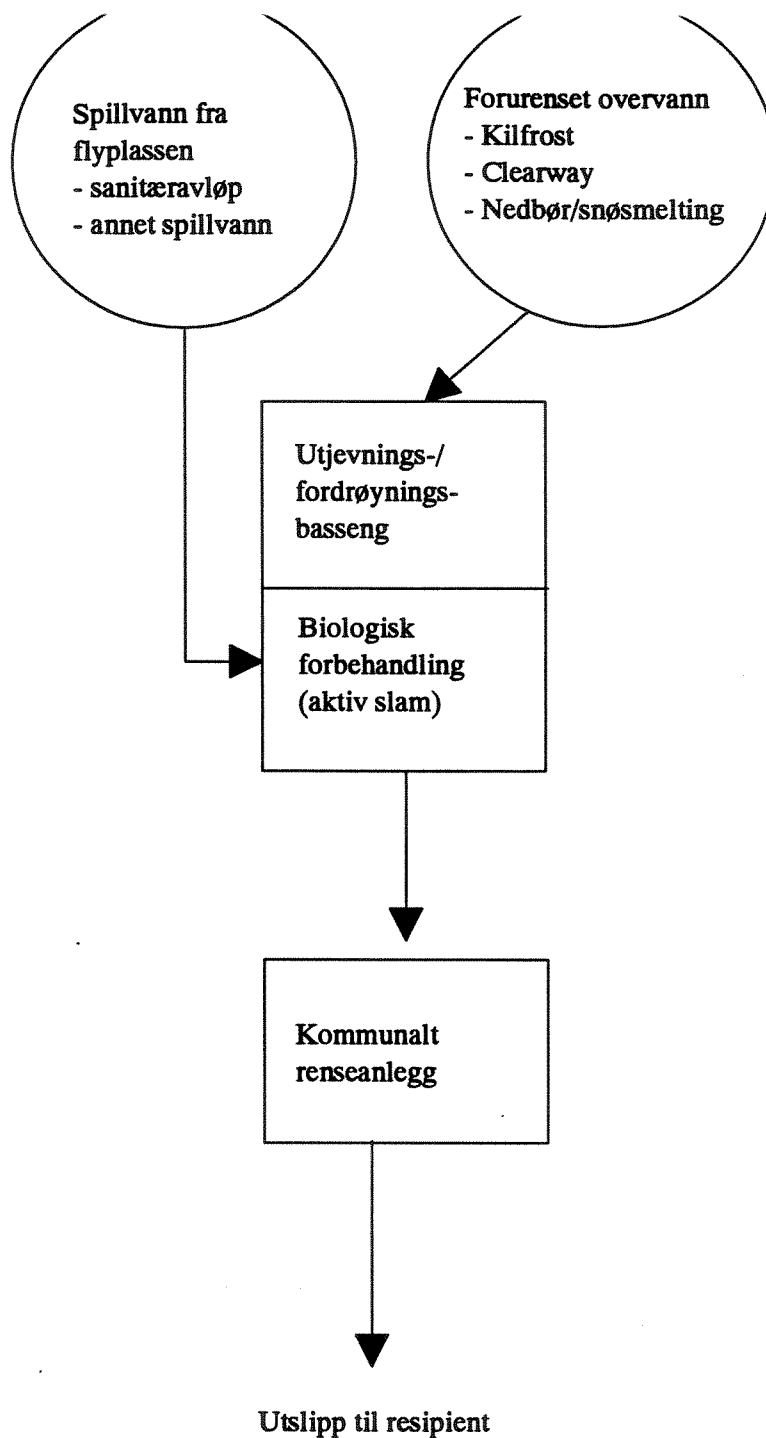 Spillvann fra
flyplassen
- sanitæravløp
- annet spillvann
Forurenset overvann
- Kilfrost
- Clearway
- Nedbør/snøsmelting
Utjevnings-/
fordrøynings-
basseng
Biologisk
forbehandling
(aktiv slam)
Kommunalt
renseanlegg
Utslipp til resipient